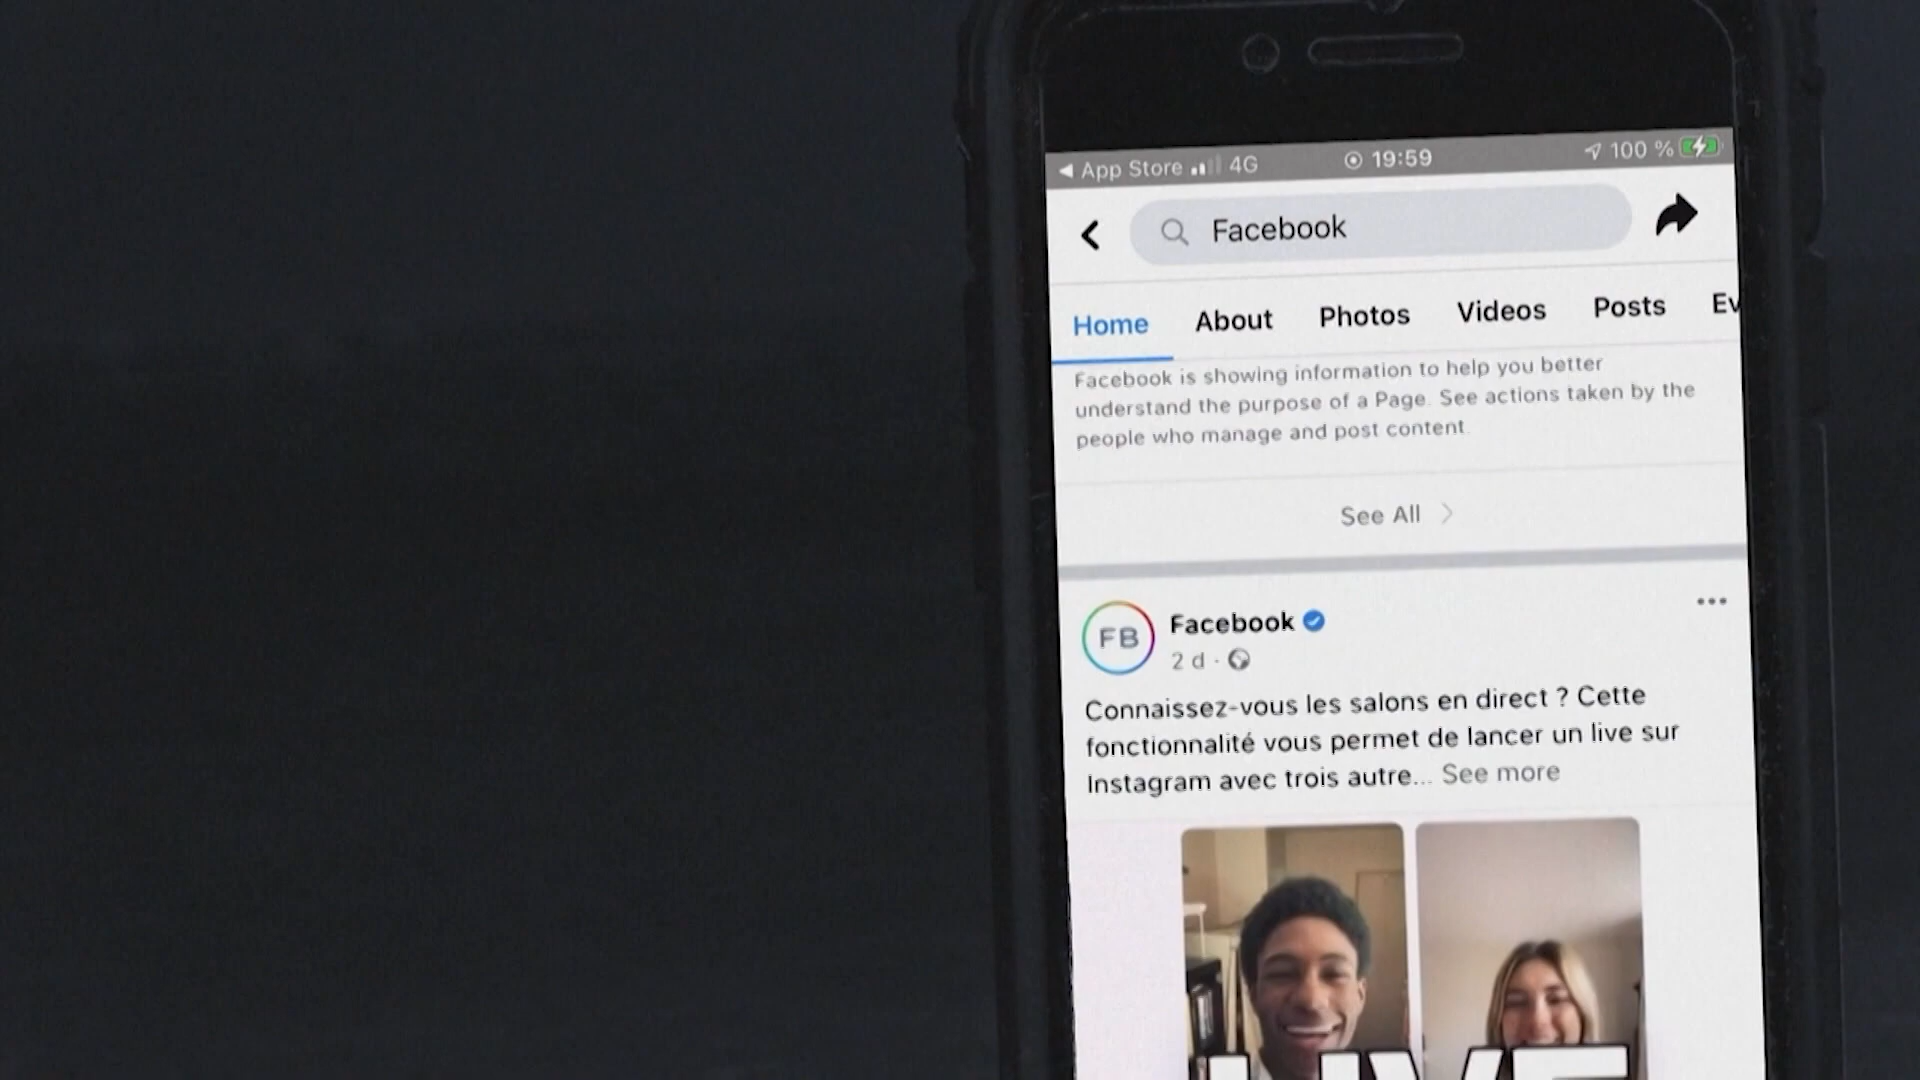 App Store 4G 19:59 100 %
Facebook
Home About Photos Videos Posts Ev
Facebook is showing information to help you better
understand the purpose of a Page. See actions taken by the
people who manage and post content.
See All
FB Facebook
2 d ·
Connaissez-vous les salons en direct ? Cette
fonctionnalité vous permet de lancer un live sur
Instagram avec trois autre... See more
LIVE